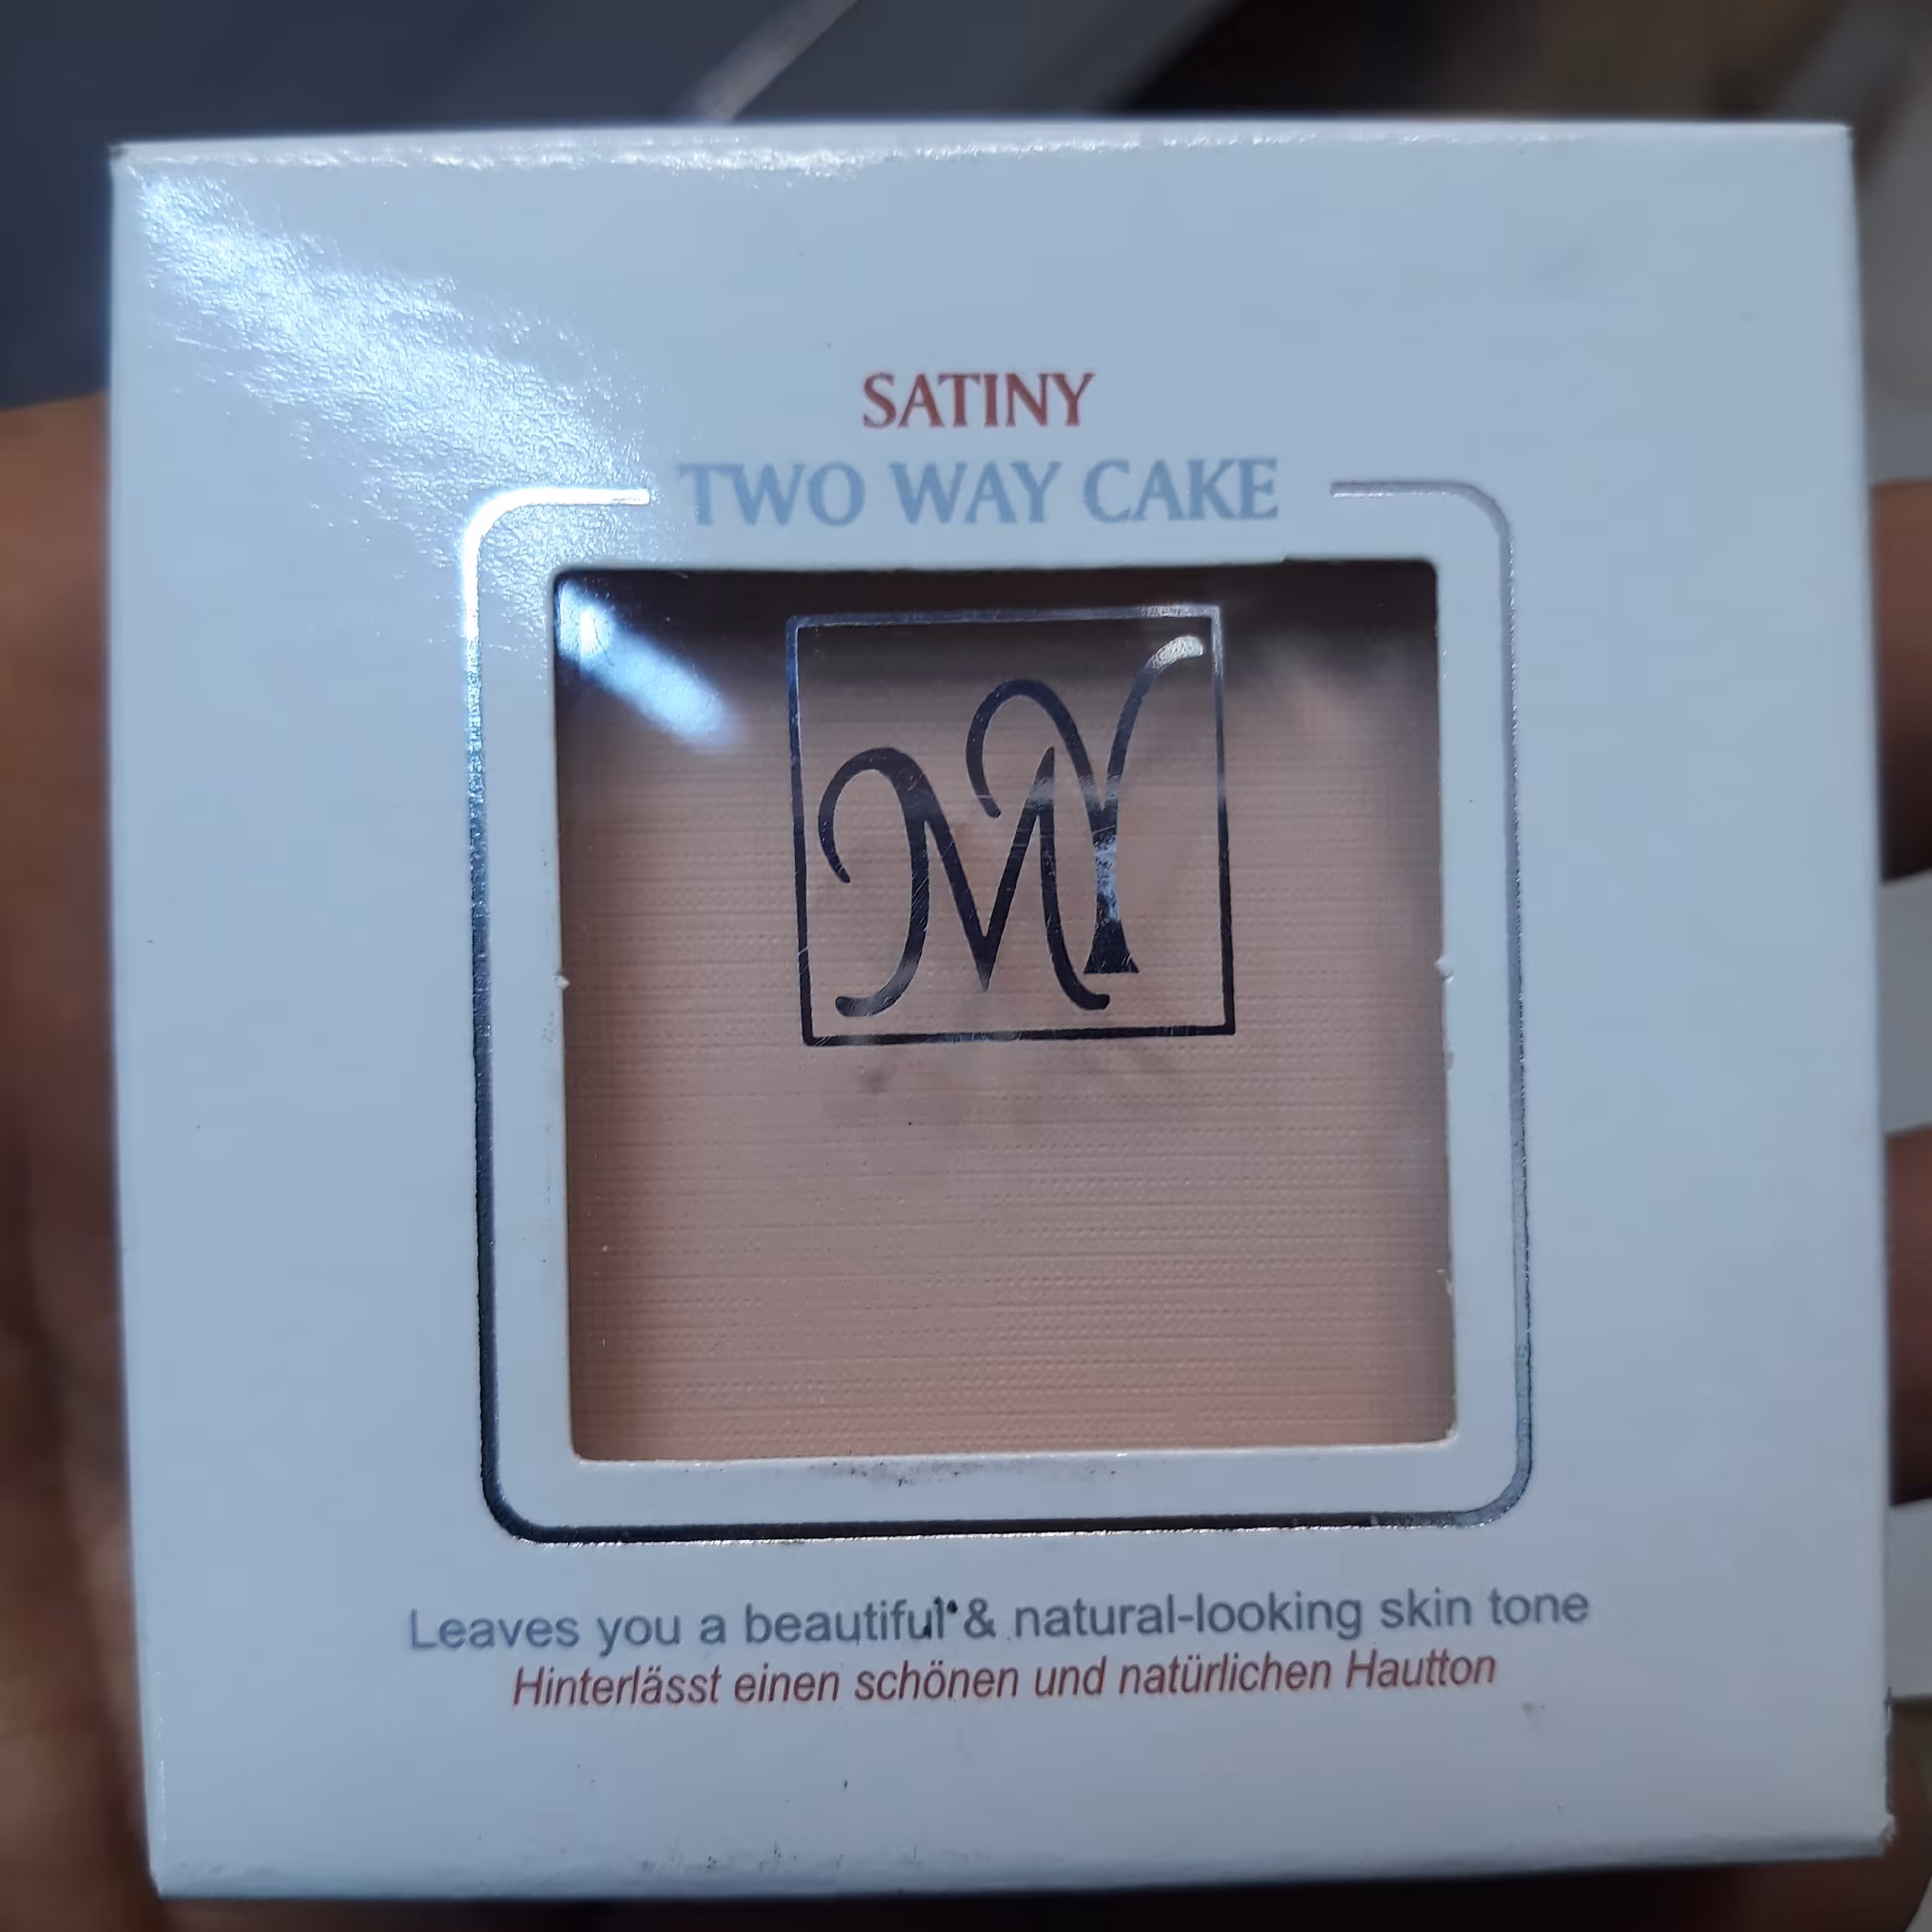 SATINY
TWO WAY CAKE
MY
Leaves you a beautiful & natural-looking skin tone
Hinterlässt einen schönen und natürlichen Hautton